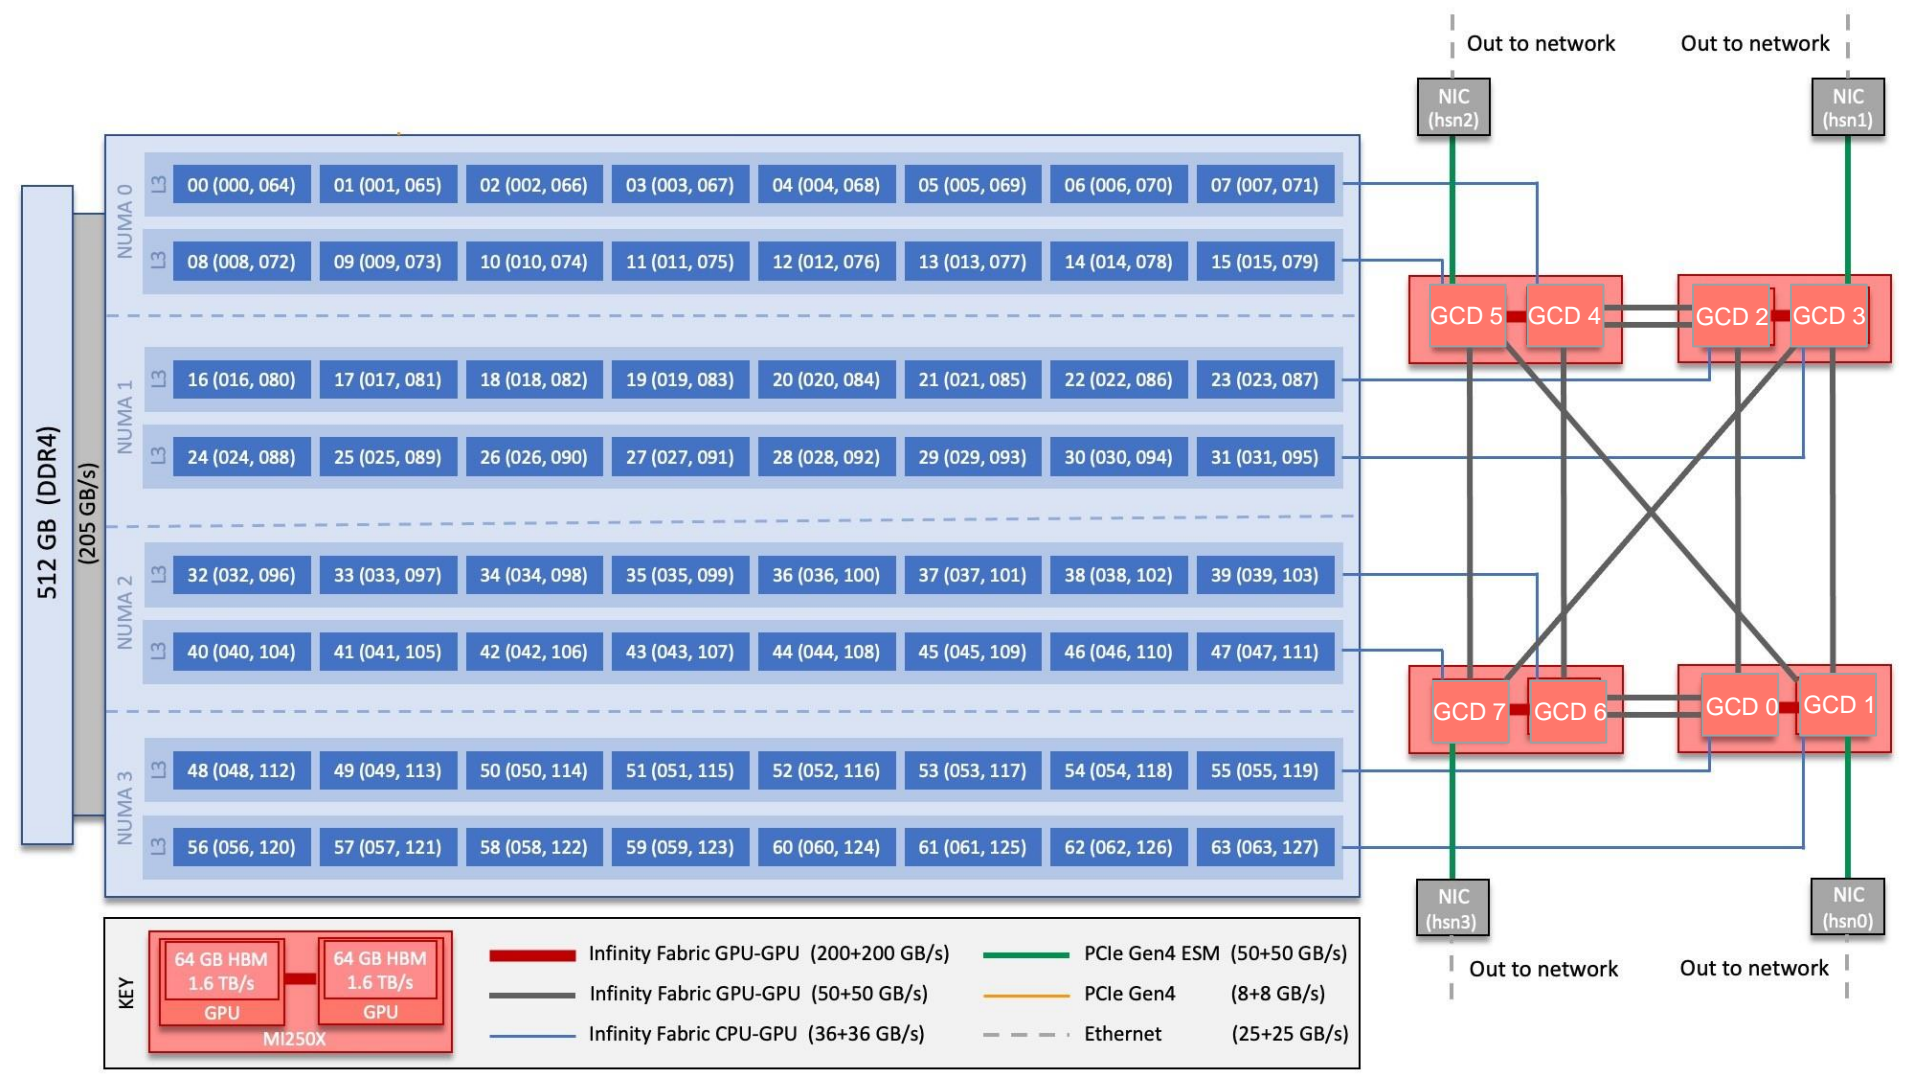 Out to network
Out to network
NIC
(hsn2)
NIC
(hsn1)
512 GB (DDR4)
(205 GB/s)
NUMA 0
L3
00 (000, 064)
01 (001, 065)
02 (002, 066)
03 (003, 067)
04 (004, 068)
05 (005, 069)
06 (006, 070)
07 (007, 071)
L3
08 (008, 072)
09 (009, 073)
10 (010, 074)
11 (011, 075)
12 (012, 076)
13 (013, 077)
14 (014, 078)
15 (015, 079)
NUMA 1
L3
16 (016, 080)
17 (017, 081)
18 (018, 082)
19 (019, 083)
20 (020, 084)
21 (021, 085)
22 (022, 086)
23 (023, 087)
L3
24 (024, 088)
25 (025, 089)
26 (026, 090)
27 (027, 091)
28 (028, 092)
29 (029, 093)
30 (030, 094)
31 (031, 095)
NUMA 2
L3
32 (032, 096)
33 (033, 097)
34 (034, 098)
35 (035, 099)
36 (036, 100)
37 (037, 101)
38 (038, 102)
39 (039, 103)
L3
40 (040, 104)
41 (041, 105)
42 (042, 106)
43 (043, 107)
44 (044, 108)
45 (045, 109)
46 (046, 110)
47 (047, 111)
NUMA 3
L3
48 (048, 112)
49 (049, 113)
50 (050, 114)
51 (051, 115)
52 (052, 116)
53 (053, 117)
54 (054, 118)
55 (055, 119)
L3
56 (056, 120)
57 (057, 121)
58 (058, 122)
59 (059, 123)
60 (060, 124)
61 (061, 125)
62 (062, 126)
63 (063, 127)
GCD 5
GCD 4
GCD 2
GCD 3
GCD 7
GCD 6
GCD 0
GCD 1
NIC
(hsn3)
NIC
(hsn0)
Out to network
Out to network
KEY
64 GB HBM
1.6 TB/s
GPU
64 GB HBM
1.6 TB/s
GPU
MI250X
Infinity Fabric GPU-GPU (200+200 GB/s)
Infinity Fabric GPU-GPU (50+50 GB/s)
Infinity Fabric CPU-GPU (36+36 GB/s)
PCIe Gen4 ESM (50+50 GB/s)
PCIe Gen4 (8+8 GB/s)
Ethernet (25+25 GB/s)